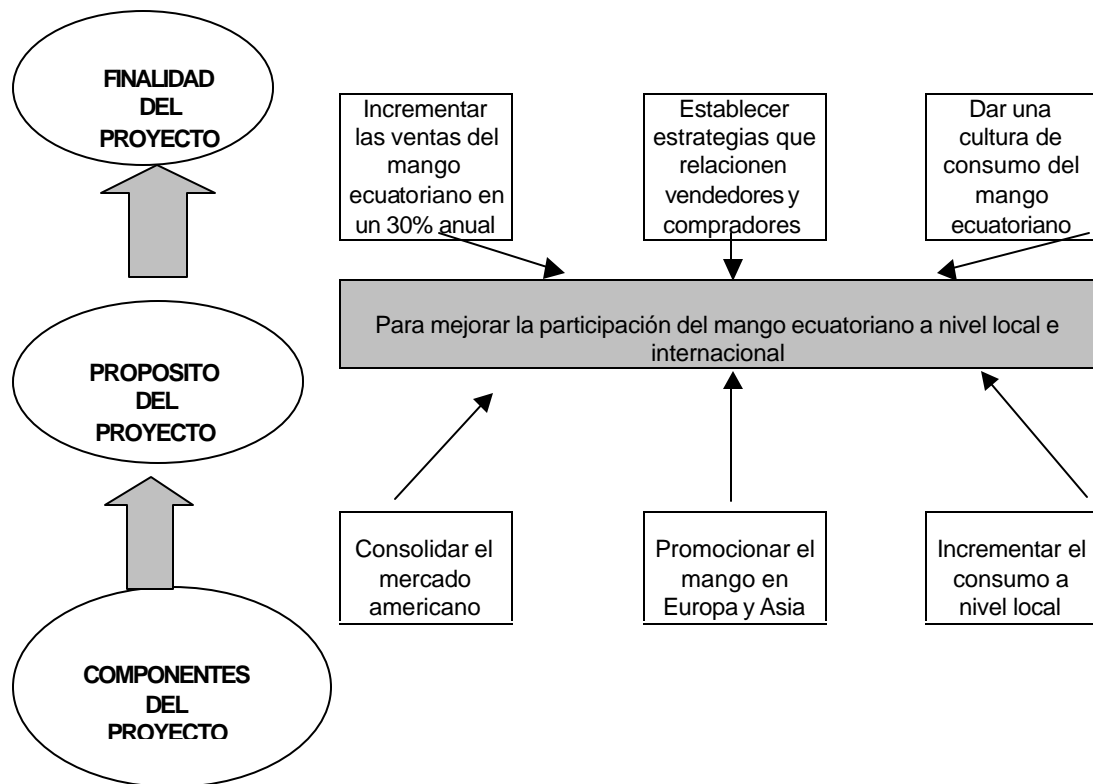 FINALIDAD
DEL
PROYECTO
Incrementar
las ventas del
mango
ecuatoriano en
un 30% anual
Establecer
estrategias que
relacionen
vendedores y
compradores
Dar una
cultura de
consumo del
mango
ecuatoriano
PROPOSITO
DEL
PROYECTO
Para mejorar la participación del mango ecuatoriano a nivel local e
internacional
COMPONENTES
DEL
PROYECTO
Consolidar el
mercado
americano
Promocionar el
mango en
Europa y Asia
Incrementar el
consumo a
nivel local